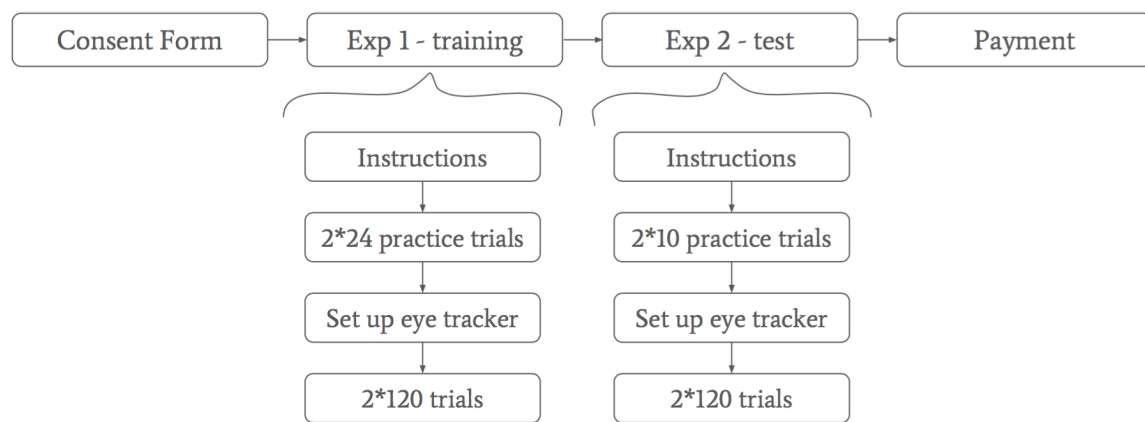 Consent Form
Exp 1 - training
Exp 2 - test
Payment
Instructions
2*24 practice trials
Set up eye tracker
2*120 trials
Instructions
2*10 practice trials
Set up eye tracker
2*120 trials